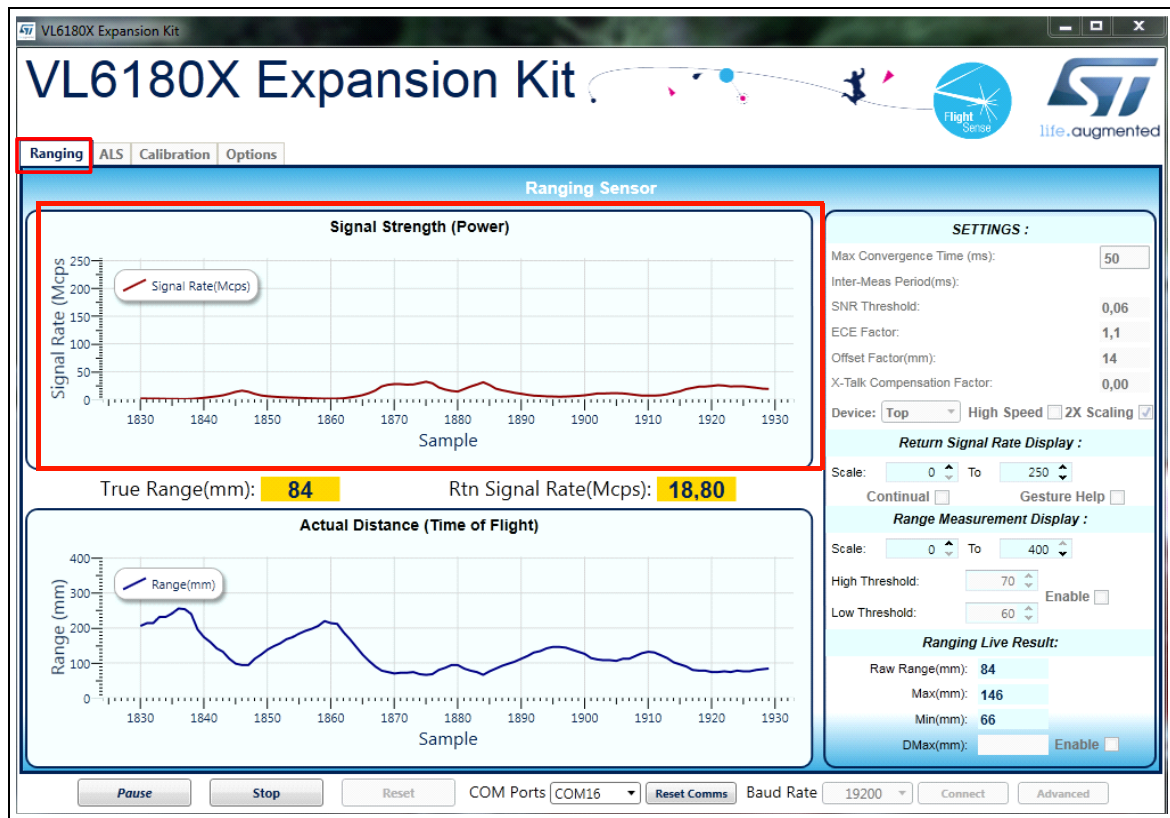 VL6180X Expansion Kit
VL6180X Expansion Kit
Flight
Sense
life.augmented
Ranging ALS Calibration Options
Ranging Sensor
Signal Strength (Power)
Signal Rate (Mcps
250
200
150
100
50
0
Signal Rate(Mcps)
1830 1840 1850 1860 1870 1880 1890 1900 1910 1920 1930
Sample
True Range(mm): 84 Rtn Signal Rate(Mcps): 18,80
Actual Distance (Time of Flight)
Range (mm)
400
300
200
100
0
Range(mm)
1830 1840 1850 1860 1870 1880 1890 1900 1910 1920 1930
Sample
SETTINGS :
Max Convergence Time (ms): 50
Inter-Meas Period(ms):
SNR Threshold: 0,06
ECE Factor: 1,1
Offset Factor(mm): 14
X-Talk Compensation Factor: 0,00
Device: Top High Speed 2X Scaling
Return Signal Rate Display :
Scale: 0 To 250
Continual Gesture Help
Range Measurement Display :
Scale: 0 To 400
High Threshold: 70
Enable
Low Threshold: 60
Ranging Live Result:
Raw Range(mm): 84
Max(mm): 146
Min(mm): 66
DMax(mm): Enable
Pause Stop Reset COM Ports COM16 Reset Comms Baud Rate 19200 Connect Advanced